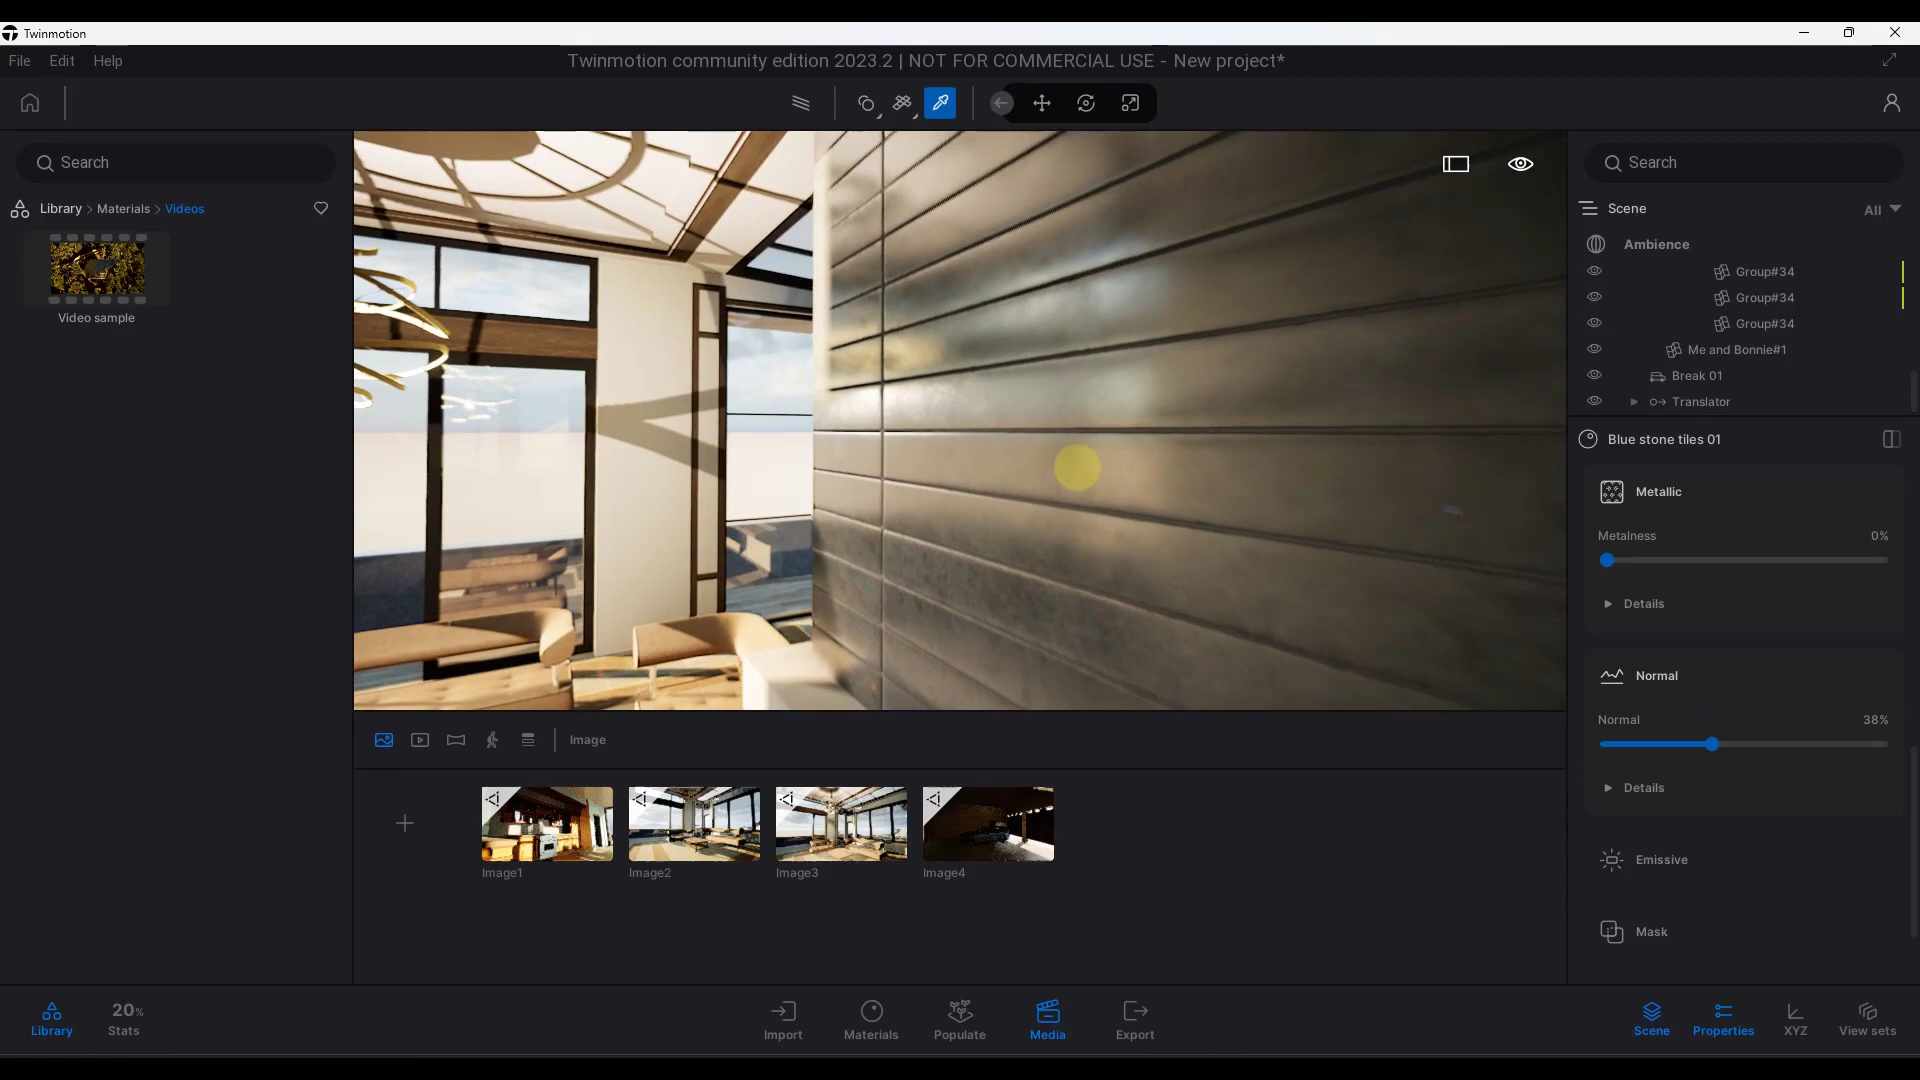 Twinmotion
File Edit Help
Twinmotion community edition 2023.2 | NOT FOR COMMERCIAL USE - New project*
Search
Library > Materials > Videos
Video sample
Search
Scene
All
Ambience
Group#34
Group#34
Group#34
Me and Bonnie#1
Break 01
Translator
Blue stone tiles 01
Metallic
Metalness 0%
Details
Normal
Normal 38%
Details
Emissive
Mask
Image
Image1
Image2
Image3
Image4
Library
20%
Stats
Import
Materials
Populate
Media
Export
Scene
Properties
XYZ
View sets